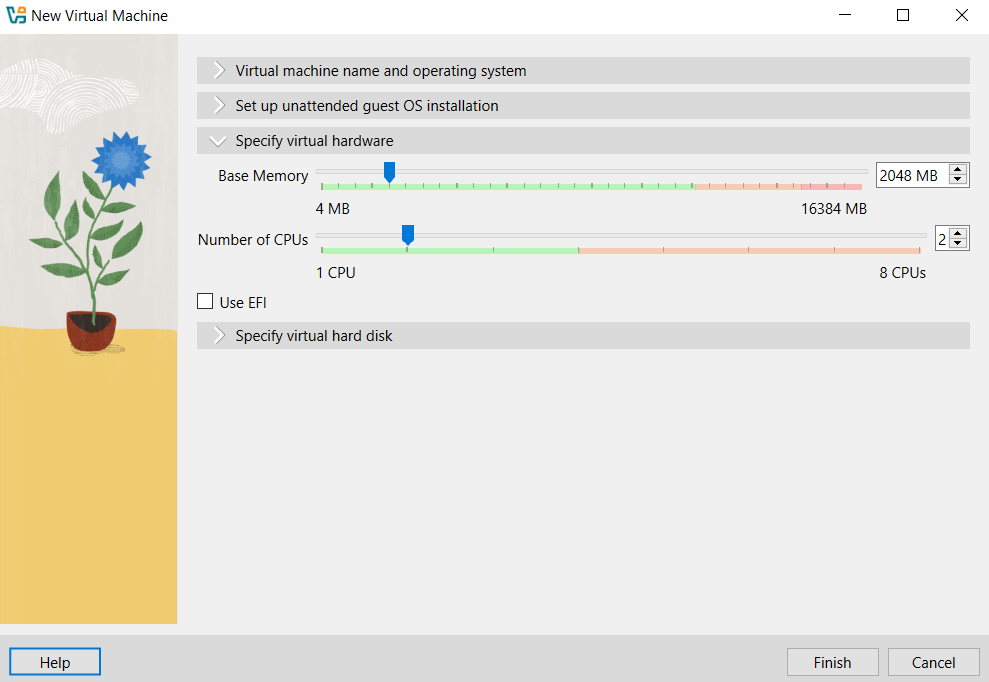 New Virtual Machine
Virtual machine name and operating system
Set up unattended guest OS installation
Specify virtual hardware
Base Memory 2048 MB
4 MB 16384 MB
Number of CPUs 2
1 CPU 8 CPUs
Use EFI
Specify virtual hard disk
Help Finish Cancel